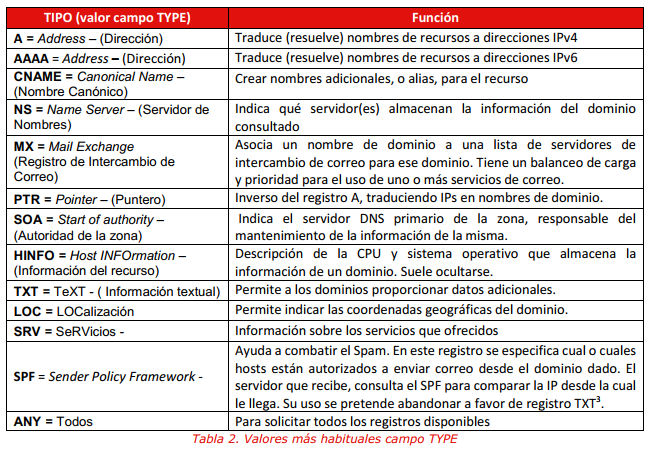 TIPO (valor campo TYPE) Función
A = Address – (Dirección) Traduce (resuelve) nombres de recursos a direcciones IPv4
AAAA = Address – (Dirección) Traduce (resuelve) nombres de recursos a direcciones IPv6
CNAME = Canonical Name –
(Nombre Canónico)
Crear nombres adicionales, o alias, para el recurso
NS = Name Server – (Servidor de
Nombres)
Indica qué servidor(es) almacenan la información del dominio
consultado
MX = Mail Exchange
(Registro de Intercambio de
Correo)
Asocia un nombre de dominio a una lista de servidores de
intercambio de correo para ese dominio. Tiene un balanceo de carga
y prioridad para el uso de uno o más servicios de correo.
PTR = Pointer – (Puntero) Inverso del registro A, traduciendo IPs en nombres de dominio.
SOA = Start of authority –
(Autoridad de la zona)
Indica el servidor DNS primario de la zona, responsable del
mantenimiento de la información de la misma.
HINFO = Host INFOrmation –
(Información del recurso)
Descripción de la CPU y sistema operativo que almacena la
información de un dominio. Suele ocultarse.
TXT = TeXT - ( Información textual) Permite a los dominios proporcionar datos adicionales.
LOC = LOCalización Permite indicar las coordenadas geográficas del dominio.
SRV = SeRVicios - Información sobre los servicios que ofrecidos
SPF = Sender Policy Framework -
Ayuda a combatir el Spam. En este registro se especifica cual o cuales
hosts están autorizados a enviar correo desde el dominio dado. El
servidor que recibe, consulta el SPF para comparar la IP desde la cual
le llega. Su uso se pretende abandonar a favor de registro TXT³.
ANY = Todos Para solicitar todos los registros disponibles
Tabla 2. Valores más habituales campo TYPE